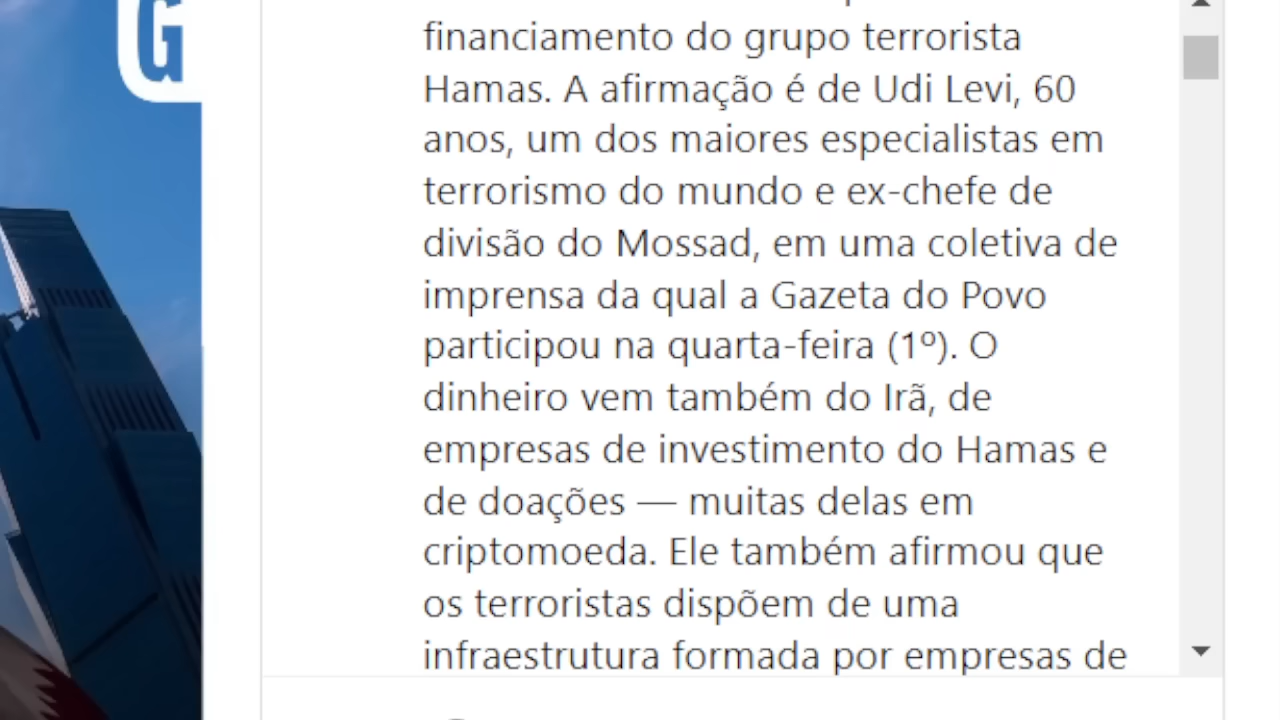 G
financiamento do grupo terrorista
Hamas. A afirmação é de Udi Levi, 60
anos, um dos maiores especialistas em
terrorismo do mundo e ex-chefe de
divisão do Mossad, em uma coletiva de
imprensa da qual a Gazeta do Povo
participou na quarta-feira (1º). O
dinheiro vem também do Irã, de
empresas de investimento do Hamas e
de doações — muitas delas em
criptomoeda. Ele também afirmou que
os terroristas dispõem de uma
infraestrutura formada por empresas de